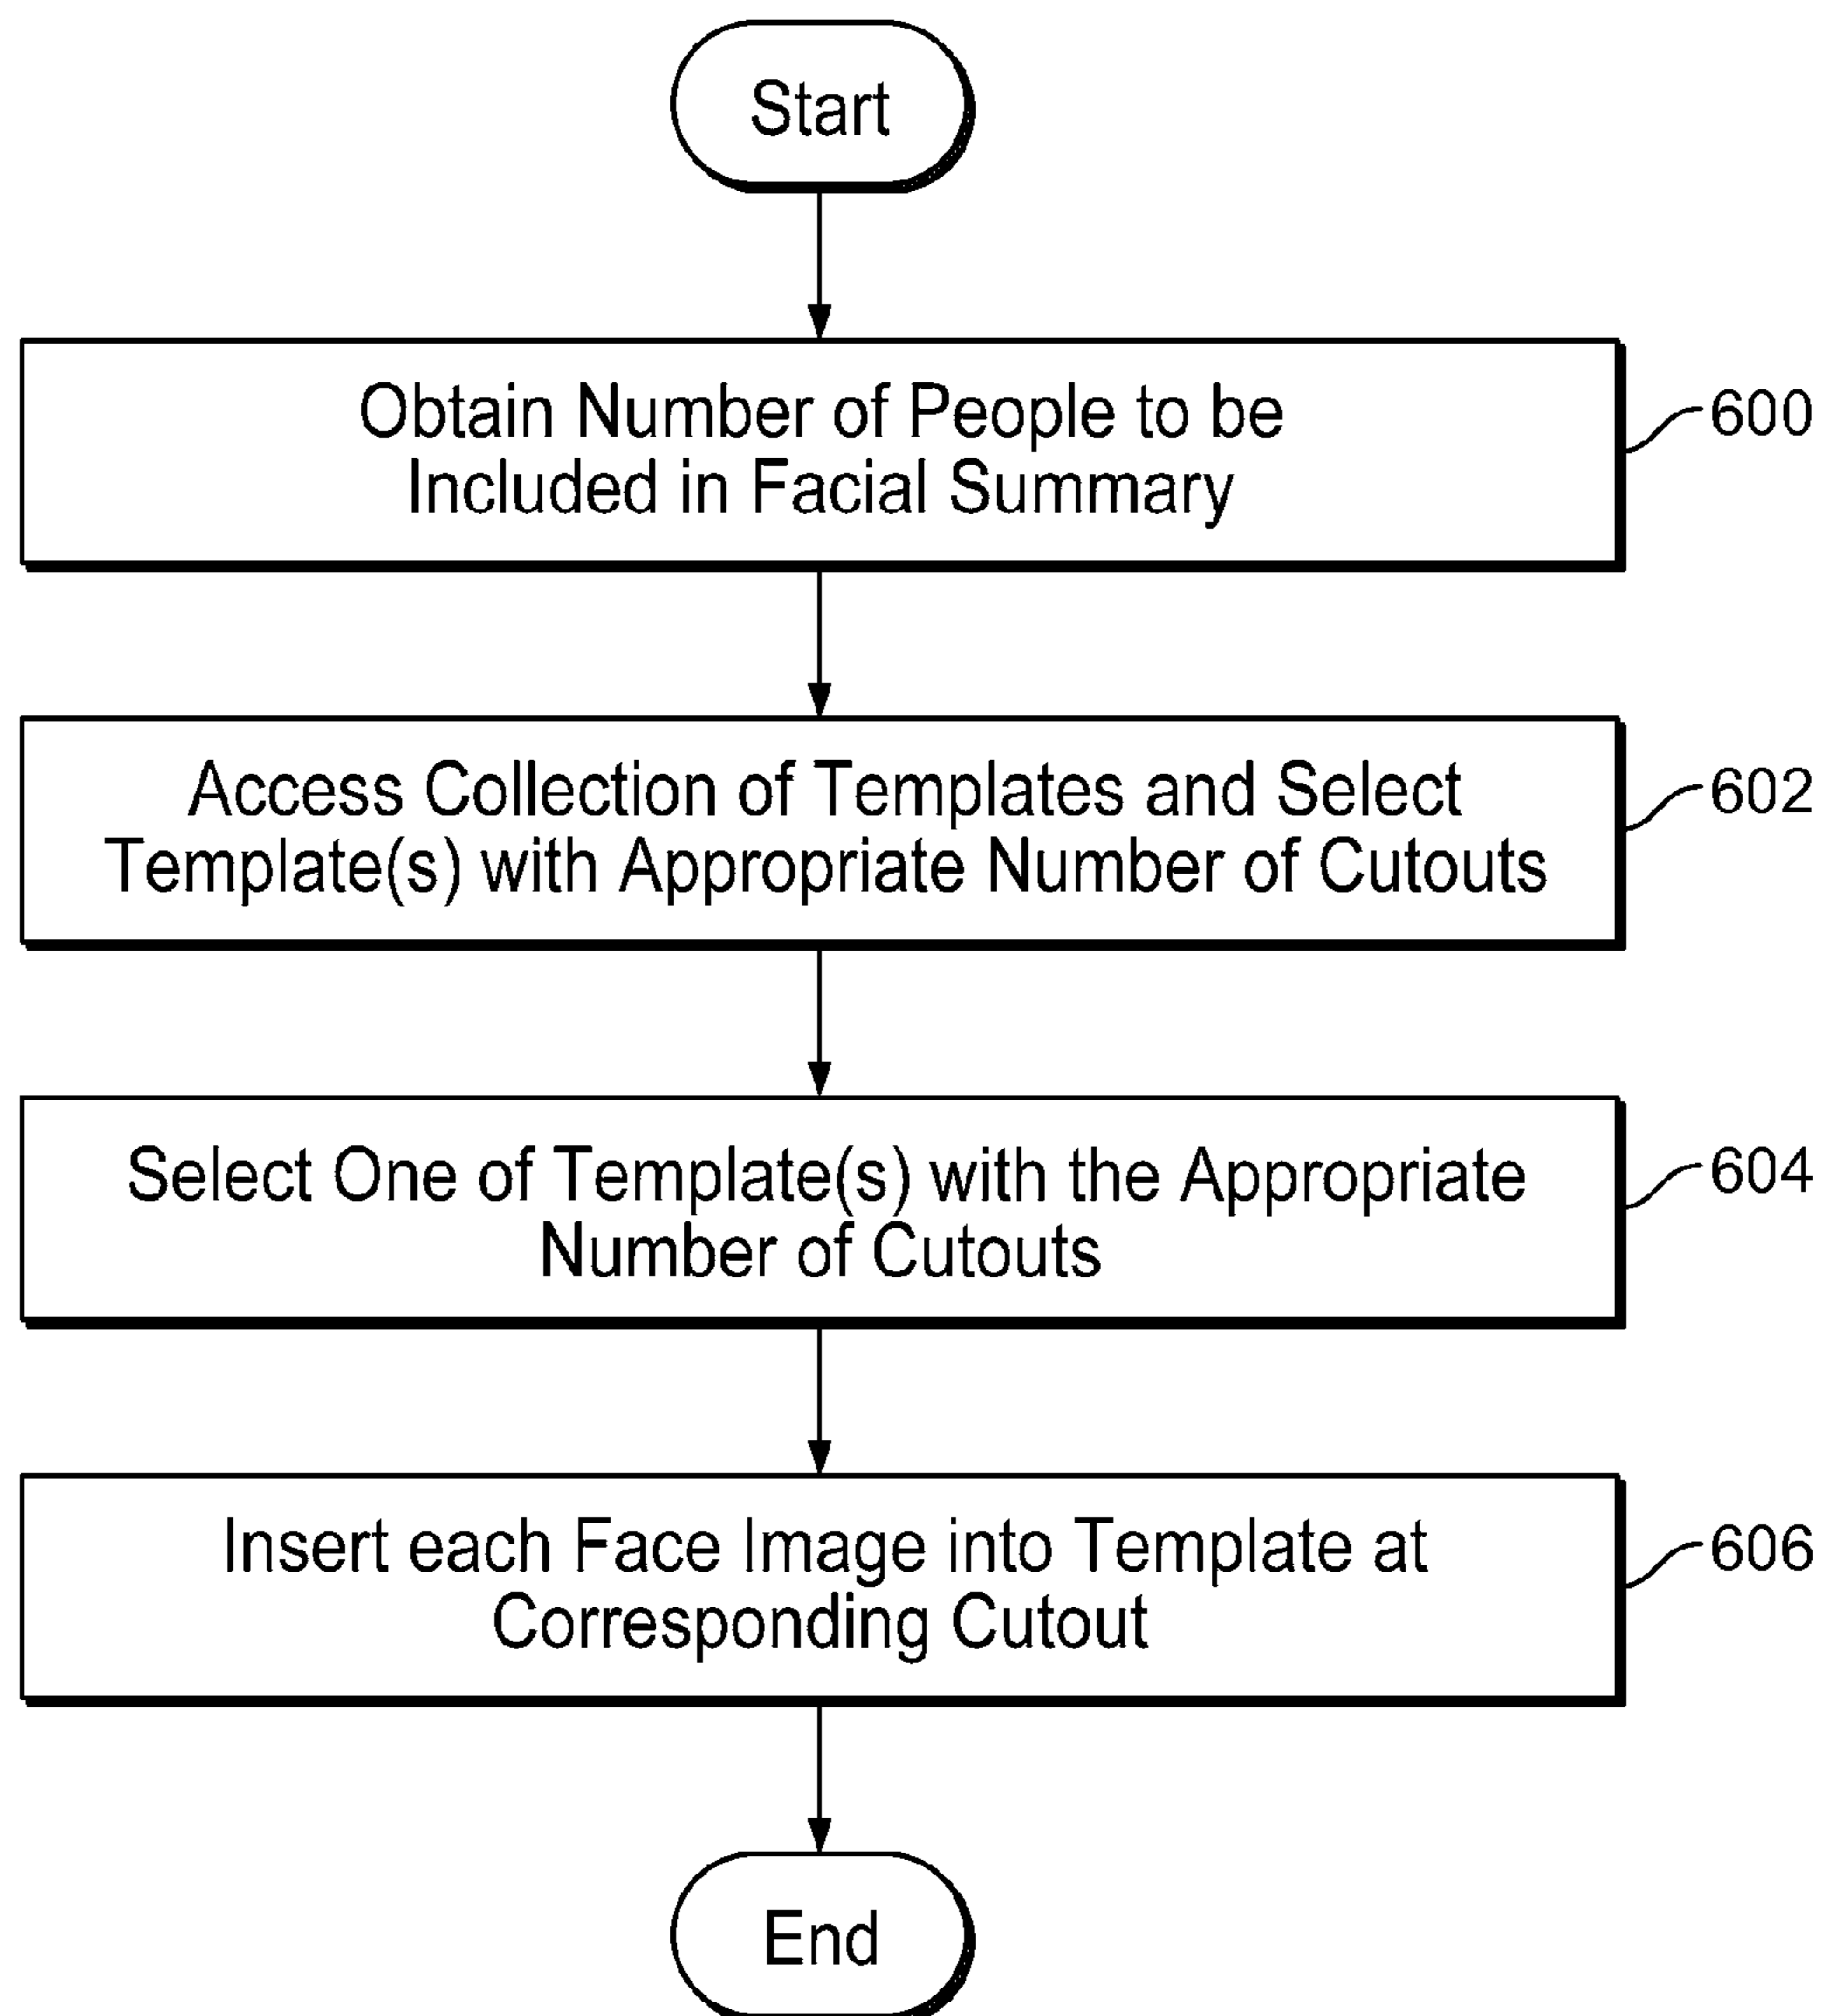 Start
Obtain Number of People to be
Included in Facial Summary
600
Access Collection of Templates and Select
Template(s) with Appropriate Number of Cutouts
602
Select One of Template(s) with the Appropriate
Number of Cutouts
604
Insert each Face Image into Template at
Corresponding Cutout
606
End